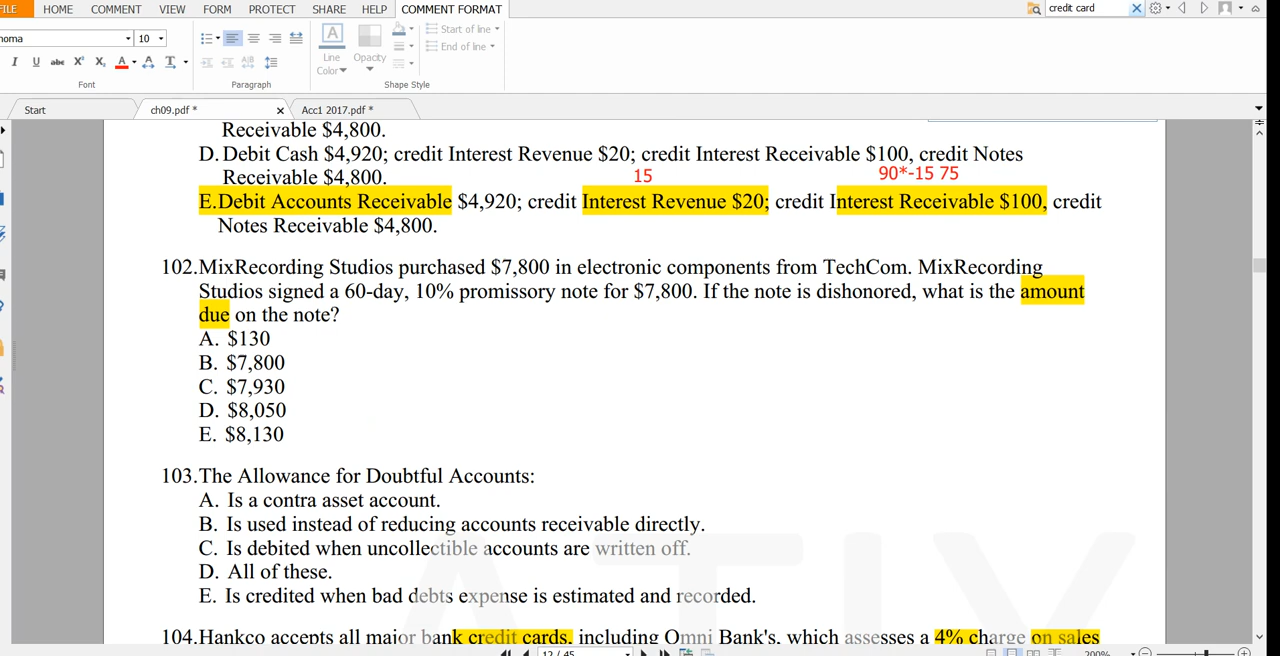 FILE HOME COMMENT VIEW FORM PROTECT SHARE HELP COMMENT FORMAT credit card
10 Start of line
I U abc X² X₂ A A T Line Color Opacity End of line
Font Paragraph Shape Style
Start ch09.pdf * Acc1 2017.pdf *
Receivable $4,800.
D. Debit Cash $4,920; credit Interest Revenue $20; credit Interest Receivable $100, credit Notes
Receivable $4,800. 15 90*-15 75
E. Debit Accounts Receivable $4,920; credit Interest Revenue $20; credit Interest Receivable $100, credit
Notes Receivable $4,800.
102. MixRecording Studios purchased $7,800 in electronic components from TechCom. MixRecording
Studios signed a 60-day, 10% promissory note for $7,800. If the note is dishonored, what is the amount
due on the note?
A. $130
B. $7,800
C. $7,930
D. $8,050
E. $8,130
103. The Allowance for Doubtful Accounts:
A. Is a contra asset account.
B. Is used instead of reducing accounts receivable directly.
C. Is debited when uncollectible accounts are written off.
D. All of these.
E. Is credited when bad debts expense is estimated and recorded.
104. Hankco accepts all major bank credit cards, including Omni Bank's, which assesses a 4% charge on sales
12 / 45 200%